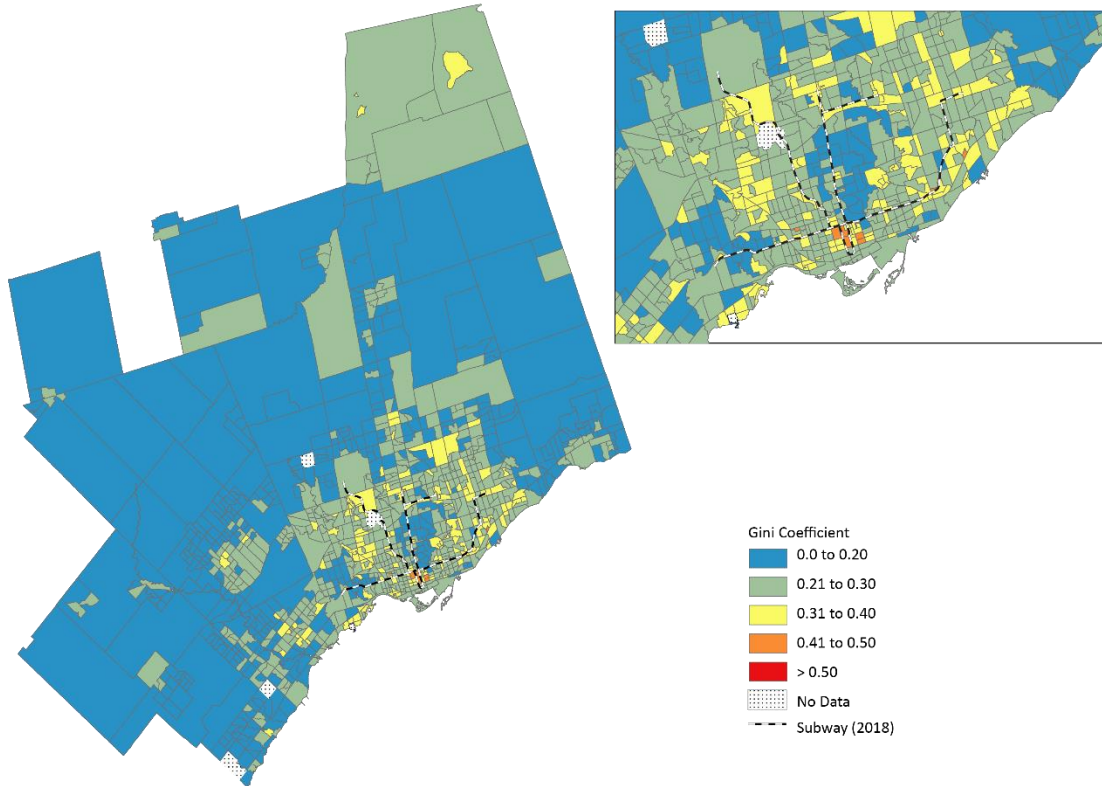 Gini Coefficient
0.0 to 0.20
0.21 to 0.30
0.31 to 0.40
0.41 to 0.50
> 0.50
No Data
Subway (2018)